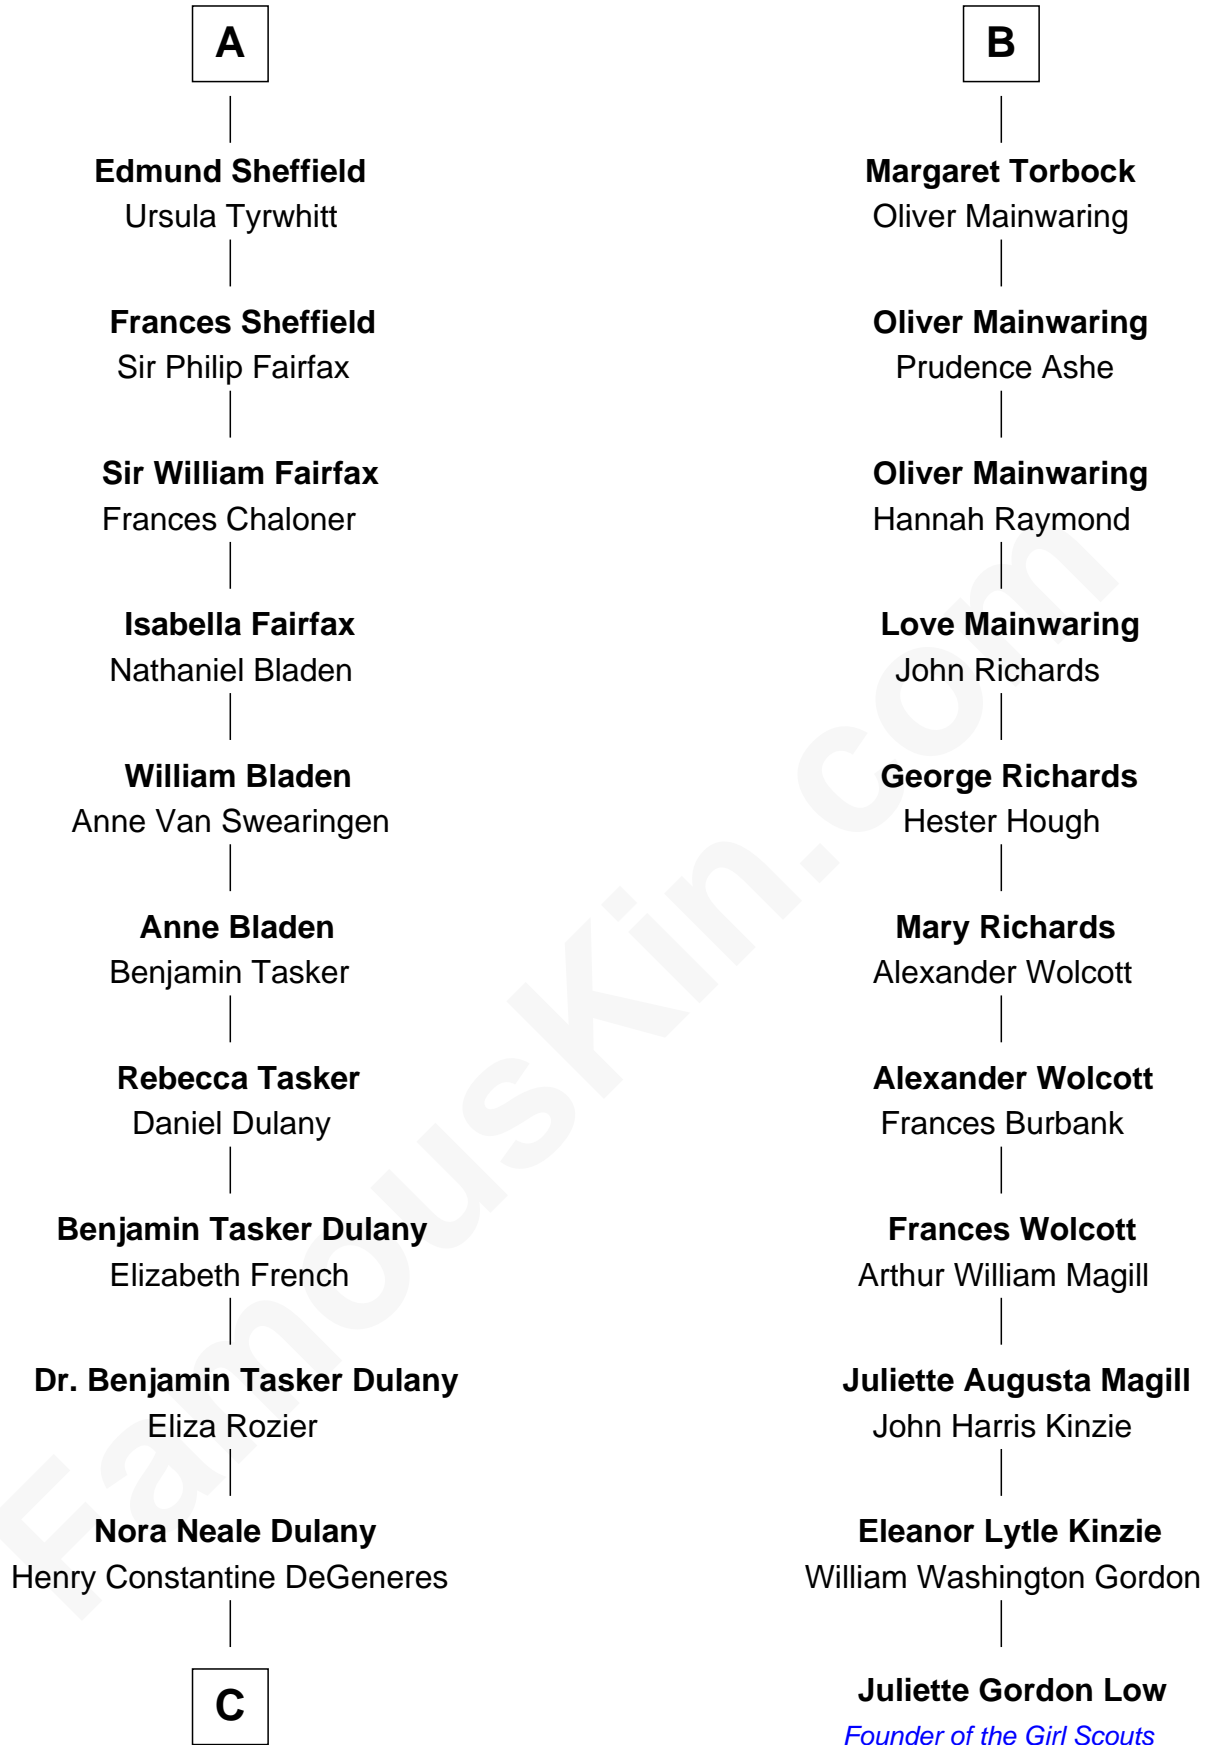 A
Edmund Sheffield
Ursula Tyrwhitt
Frances Sheffield
Sir Philip Fairfax
Sir William Fairfax
Frances Chaloner
Isabella Fairfax
Nathaniel Bladen
William Bladen
Anne Van Swearingen
Anne Bladen
Benjamin Tasker
Rebecca Tasker
Daniel Dulany
Benjamin Tasker Dulany
Elizabeth French
Dr. Benjamin Tasker Dulany
Eliza Rozier
Nora Neale Dulany
Henry Constantine DeGeneres
C
B
Margaret Torbock
Oliver Mainwaring
Oliver Mainwaring
Prudence Ashe
Oliver Mainwaring
Hannah Raymond
Love Mainwaring
John Richards
George Richards
Hester Hough
Mary Richards
Alexander Wolcott
Alexander Wolcott
Frances Burbank
Frances Wolcott
Arthur William Magill
Juliette Augusta Magill
John Harris Kinzie
Eleanor Lytle Kinzie
William Washington Gordon
Juliette Gordon Low
Founder of the Girl Scouts
FamousKin.com